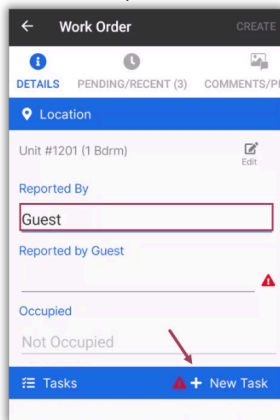 Work Order CREATE
DETAILS PENDING/RECENT (3) COMMENTS/P
Location
Unit #1201 (1 Bdrm) Edit
Reported By
Guest
Reported by Guest
Occupied
Not Occupied
Tasks + New Task